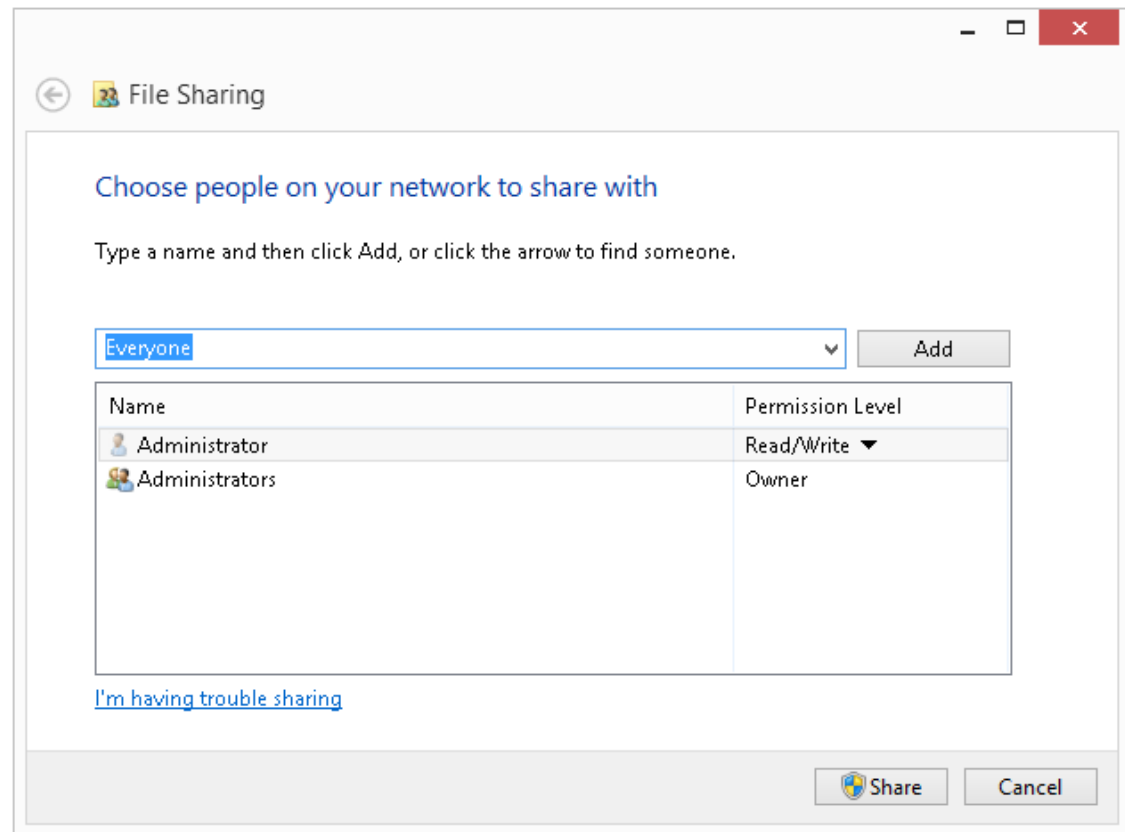 File Sharing
Choose people on your network to share with
Type a name and then click Add, or click the arrow to find someone.
Everyone Add
Name Permission Level
Administrator Read/Write
Administrators Owner
I'm having trouble sharing
Share Cancel